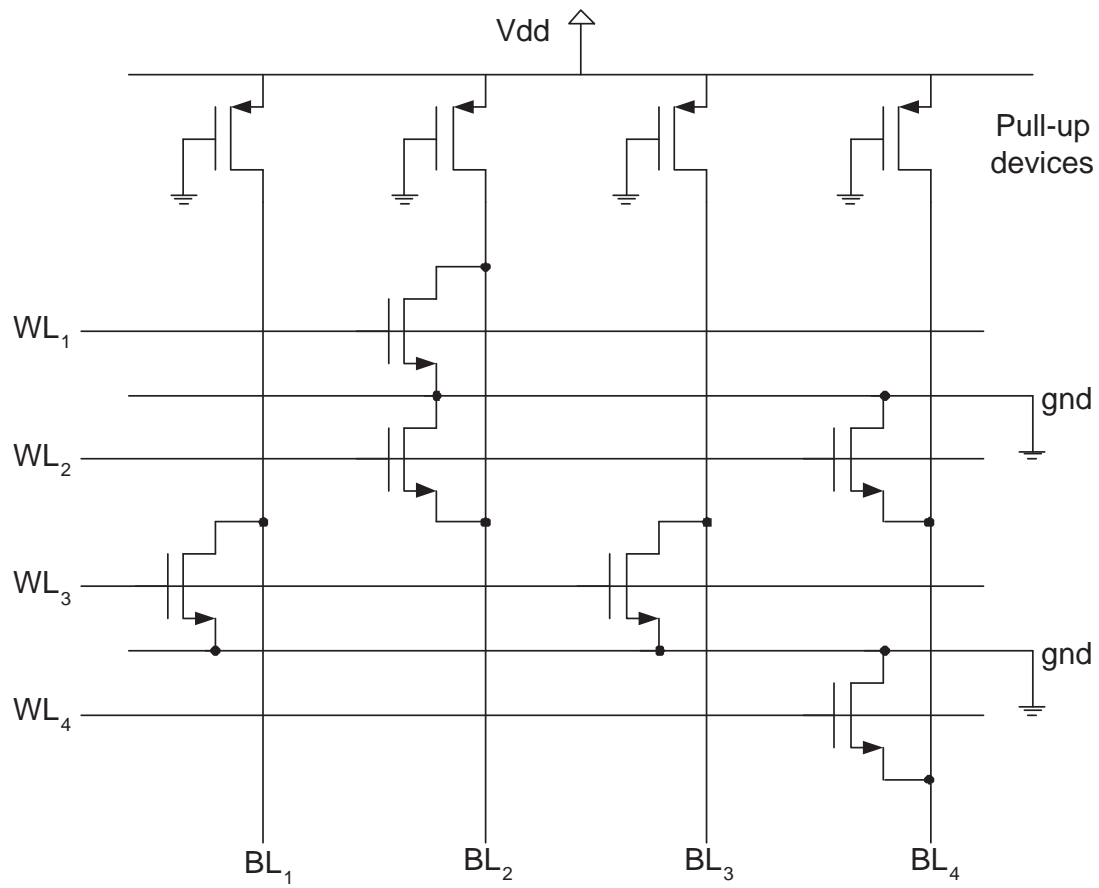 Vdd
Pull-up
devices
WL₁
gnd
WL₂
WL₃
gnd
WL₄
BL₁ BL₂ BL₃ BL₄